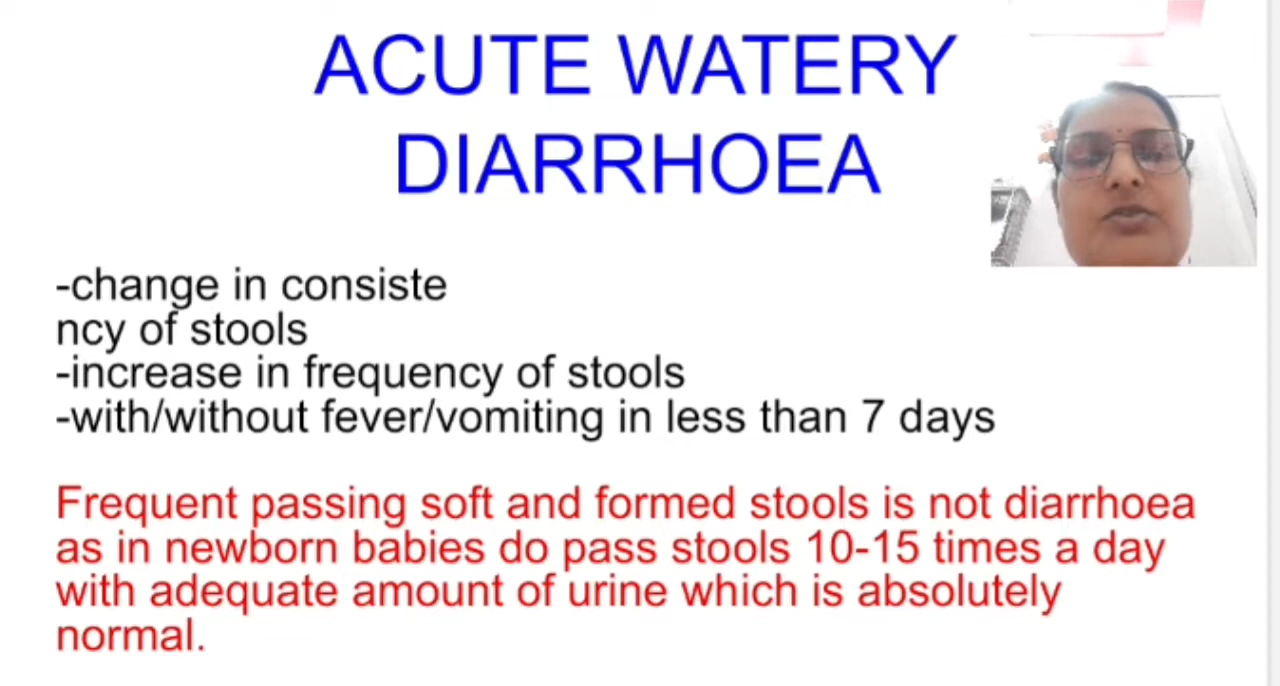 ACUTE WATERY
DIARRHOEA
-change in consiste
ncy of stools
-increase in frequency of stools
-with/without fever/vomiting in less than 7 days
Frequent passing soft and formed stools is not diarrhoea
as in newborn babies do pass stools 10-15 times a day
with adequate amount of urine which is absolutely
normal.